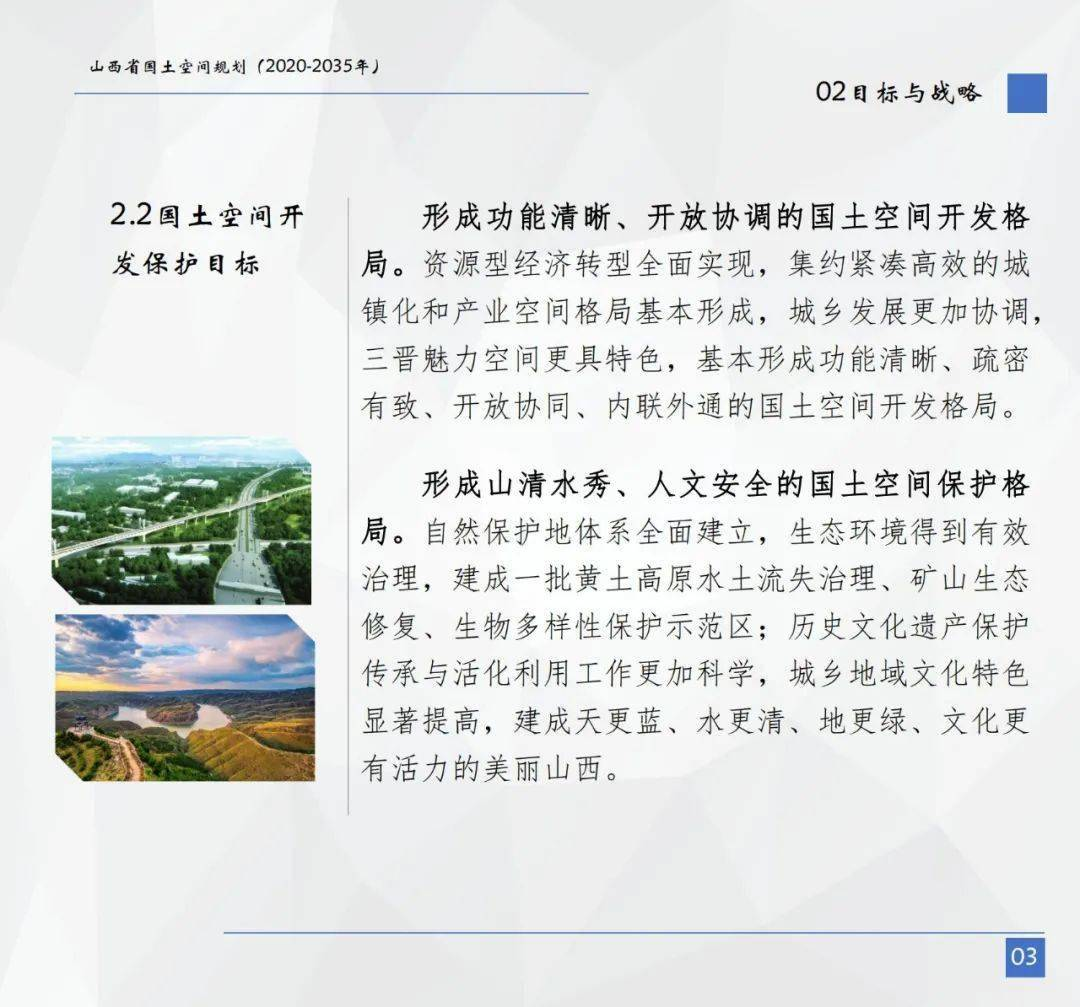 山西省国土空间规划（2020-2035年）
02目标与战略
2.2国土空间开
发保护目标
形成功能清晰、开放协调的国土空间开发格
局。资源型经济转型全面实现，集约紧凑高效的城
镇化和产业空间格局基本形成，城乡发展更加协调，
三晋魅力空间更具特色，基本形成功能清晰、疏密
有致、开放协同、内联外通的国土空间开发格局。
形成山清水秀、人文安全的国土空间保护格
局。自然保护地体系全面建立，生态环境得到有效
治理，建成一批黄土高原水土流失治理、矿山生态
修复、生物多样性保护示范区；历史文化遗产保护
传承与活化利用工作更加科学，城乡地域文化特色
显著提高，建成天更蓝、水更清、地更绿、文化更
有活力的美丽山西。
03